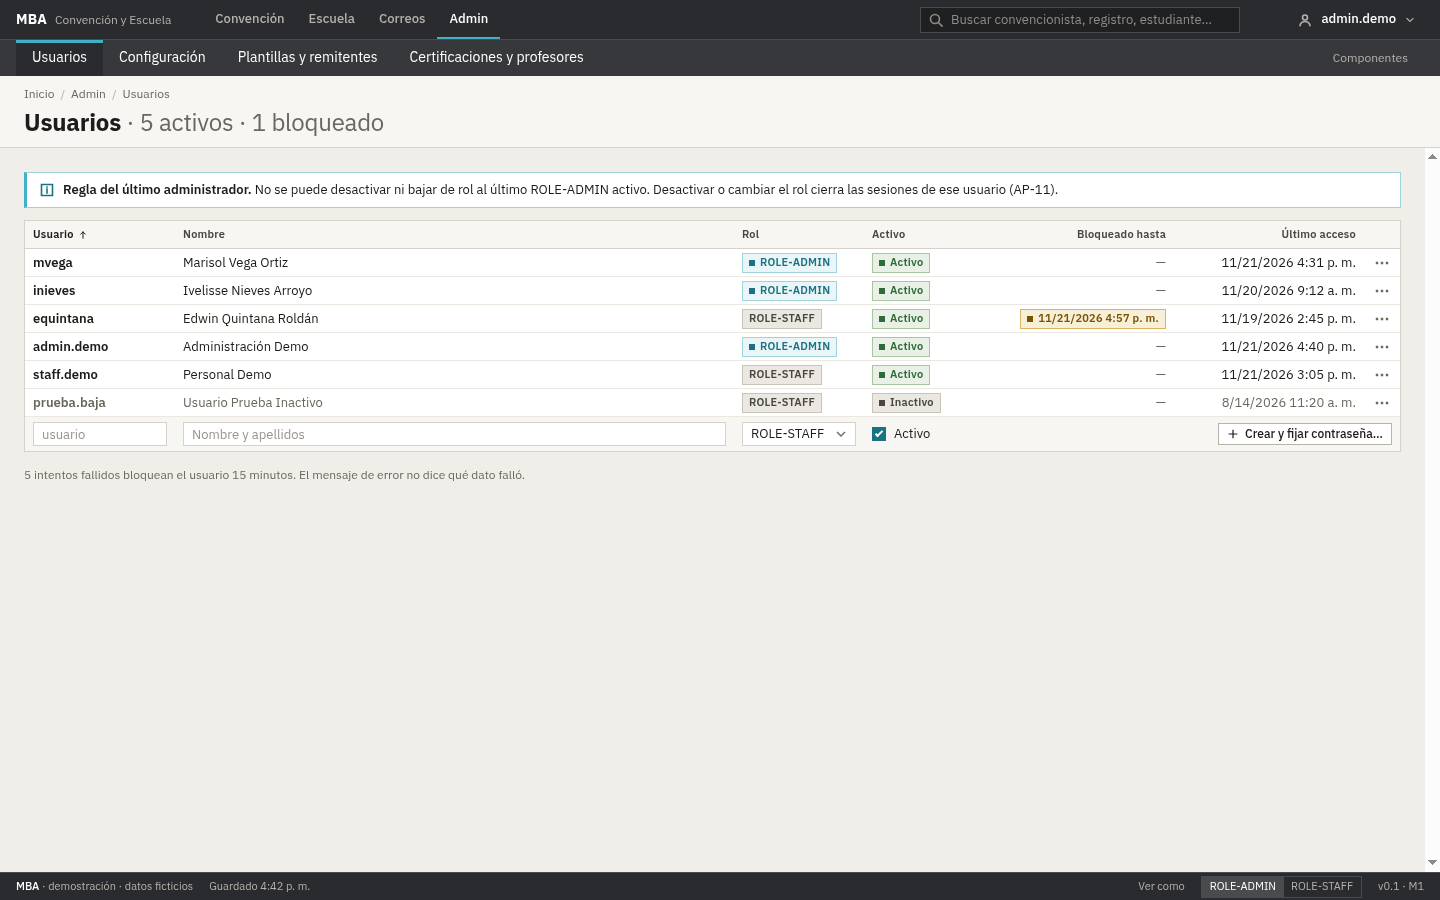 MBA Convención y Escuela Convención Escuela Correos Admin Buscar convencionista, registro, estudiante... admin.demo
Usuarios Configuración Plantillas y remitentes Certificaciones y profesores Componentes
Inicio / Admin / Usuarios
Usuarios · 5 activos · 1 bloqueado
Regla del último administrador. No se puede desactivar ni bajar de rol al último ROLE-ADMIN activo. Desactivar o cambiar el rol cierra las sesiones de ese usuario (AP-11).
Usuario ↑ Nombre Rol Activo Bloqueado hasta Último acceso
mvega Marisol Vega Ortiz ROLE-ADMIN Activo — 11/21/2026 4:31 p. m.
inieves Ivelisse Nieves Arroyo ROLE-ADMIN Activo — 11/20/2026 9:12 a. m.
equintana Edwin Quintana Roldán ROLE-STAFF Activo 11/21/2026 4:57 p. m. 11/19/2026 2:45 p. m.
admin.demo Administración Demo ROLE-ADMIN Activo — 11/21/2026 4:40 p. m.
staff.demo Personal Demo ROLE-STAFF Activo — 11/21/2026 3:05 p. m.
prueba.baja Usuario Prueba Inactivo ROLE-STAFF Inactivo — 8/14/2026 11:20 a. m.
usuario Nombre y apellidos ROLE-STAFF Activo + Crear y fijar contraseña...
5 intentos fallidos bloquean el usuario 15 minutos. El mensaje de error no dice qué dato falló.
MBA · demostración · datos ficticios Guardado 4:42 p. m. Ver como ROLE-ADMIN ROLE-STAFF v0.1 · M1